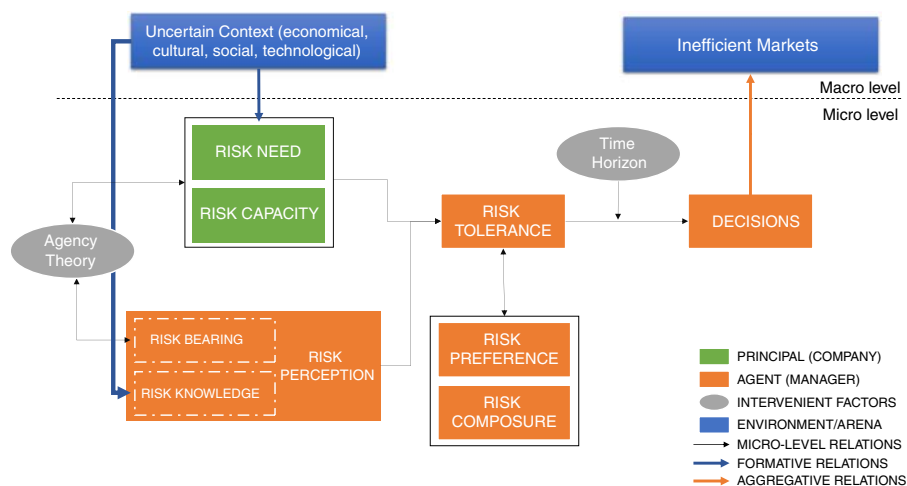 Uncertain Context (economical,
cultural, social, technological)
Inefficient Markets
Macro level
Micro level
RISK NEED
RISK CAPACITY
Time
Horizon
RISK
TOLERANCE
DECISIONS
Agency
Theory
RISK BEARING
RISK
PERCEPTION
RISK KNOWLEDGE
RISK
PREFERENCE
RISK
COMPOSURE
PRINCIPAL (COMPANY)
AGENT (MANAGER)
INTERVENIENT FACTORS
ENVIRONMENT/ARENA
MICRO-LEVEL RELATIONS
FORMATIVE RELATIONS
AGGREGATIVE RELATIONS